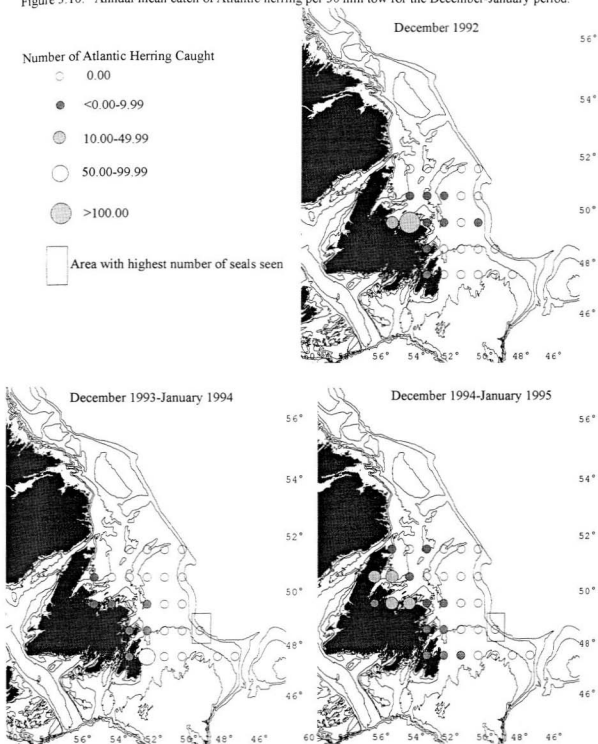 Figure 3.10. Annual mean catch of Atlantic herring per 30 min tow for the December-January period.
December 1992
Number of Atlantic Herring Caught
0.00
<0.00-9.99
10.00-49.99
50.00-99.99
>100.00
Area with highest number of seals seen
56°
54°
52°
50°
48°
46°
56° 54° 52° 50° 48° 46°
December 1993-January 1994
56°
54°
52°
50°
48°
46°
56° 54° 52° 50° 48° 46°
December 1994-January 1995
56°
54°
52°
50°
48°
46°
56° 54° 52° 50° 48° 46°